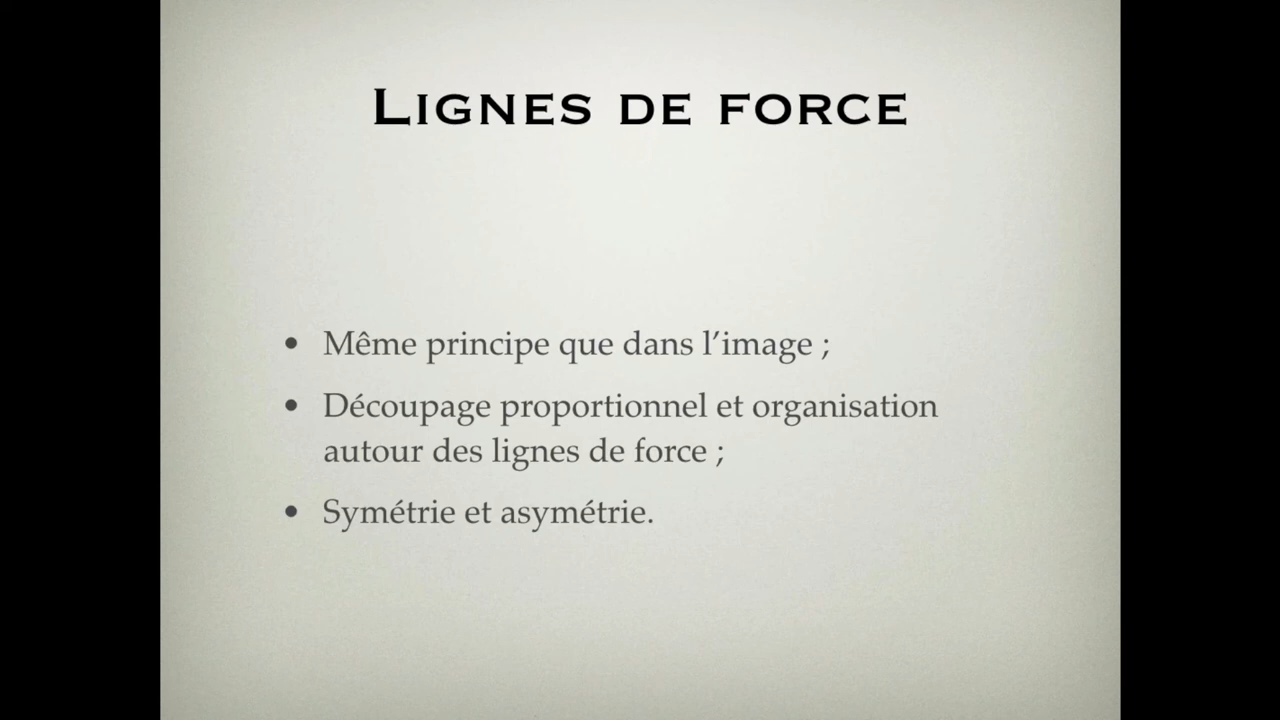 Lignes de force
• Même principe que dans l’image ;
• Découpage proportionnel et organisation
autour des lignes de force ;
• Symétrie et asymétrie.